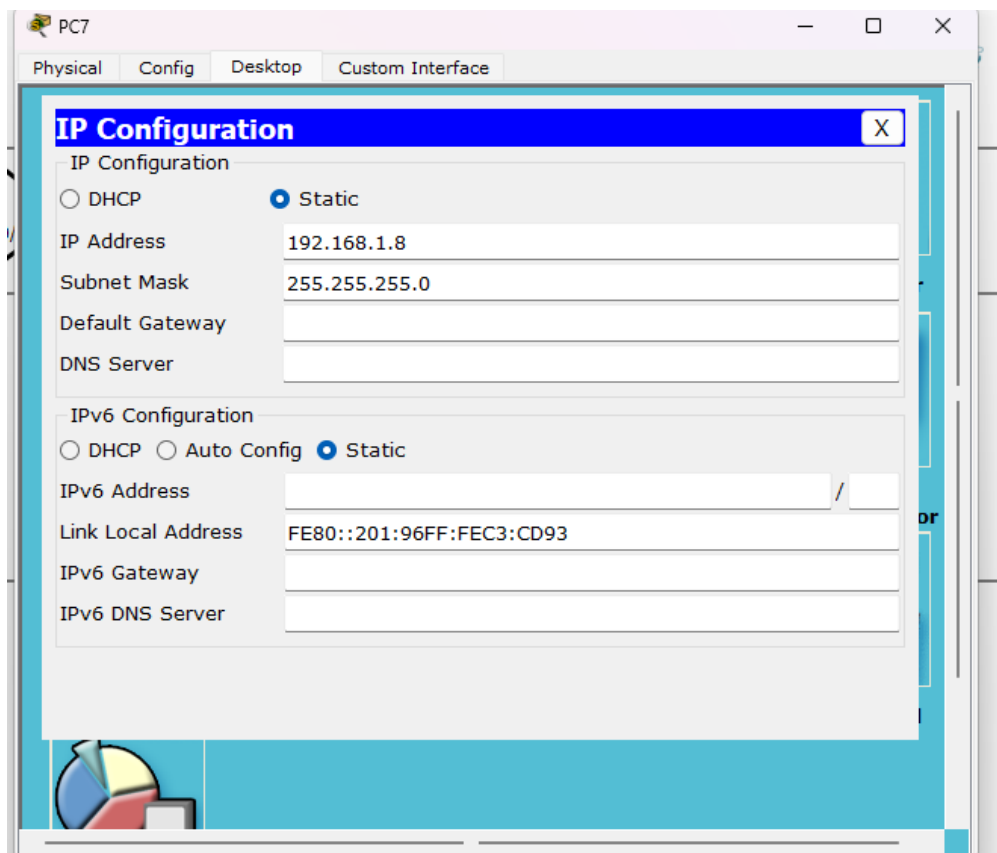 PC7
Physical Config Desktop Custom Interface
IP Configuration X
IP Configuration
DHCP Static
IP Address 192.168.1.8
Subnet Mask 255.255.255.0
Default Gateway
DNS Server
IPv6 Configuration
DHCP Auto Config Static
IPv6 Address /
Link Local Address FE80::201:96FF:FEC3:CD93
or
IPv6 Gateway
IPv6 DNS Server